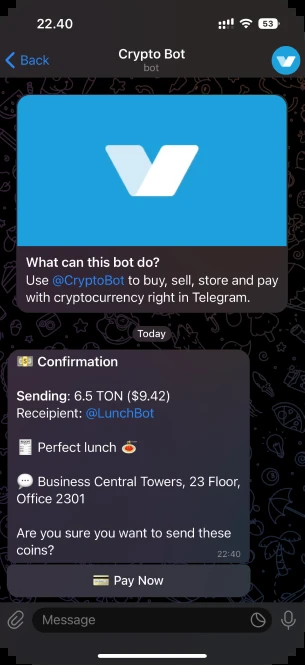 22.40
53
Back
Crypto Bot
bot
What can this bot do?
Use @CryptoBot to buy, sell, store and pay
with cryptocurrency right in Telegram.
Today
Confirmation
Sending: 6.5 TON ($9.42)
Receipient: @LunchBot
Perfect lunch
Business Central Towers, 23 Floor,
Office 2301
Are you sure you want to send these
coins?
22:40
Pay Now
Message